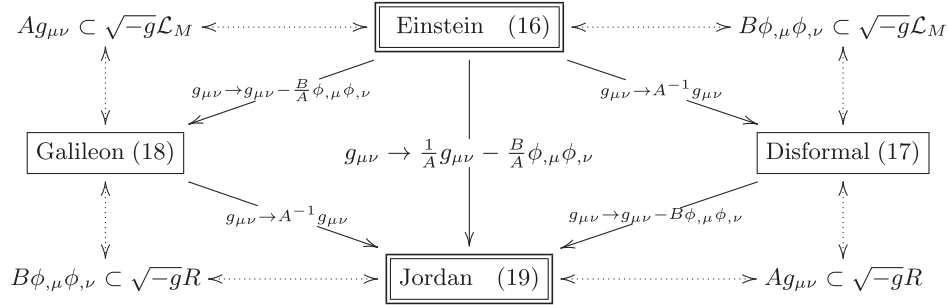 $Ag_{\mu\nu} \subset \sqrt{-g}\mathcal{L}_M$ Einstein (16) $B\phi_{,\mu}\phi_{,\nu} \subset \sqrt{-g}\mathcal{L}_M$
$g_{\mu\nu} \to g_{\mu\nu} - \frac{B}{A}\phi_{,\mu}\phi_{,\nu}$ $g_{\mu\nu} \to A^{-1}g_{\mu\nu}$
Galileon (18) $g_{\mu\nu} \to \frac{1}{A}g_{\mu\nu} - \frac{B}{A}\phi_{,\mu}\phi_{,\nu}$ Disformal (17)
$g_{\mu\nu} \to A^{-1}g_{\mu\nu}$ $g_{\mu\nu} \to g_{\mu\nu} - B\phi_{,\mu}\phi_{,\nu}$
$B\phi_{,\mu}\phi_{,\nu} \subset \sqrt{-g}R$ Jordan (19) $Ag_{\mu\nu} \subset \sqrt{-g}R$